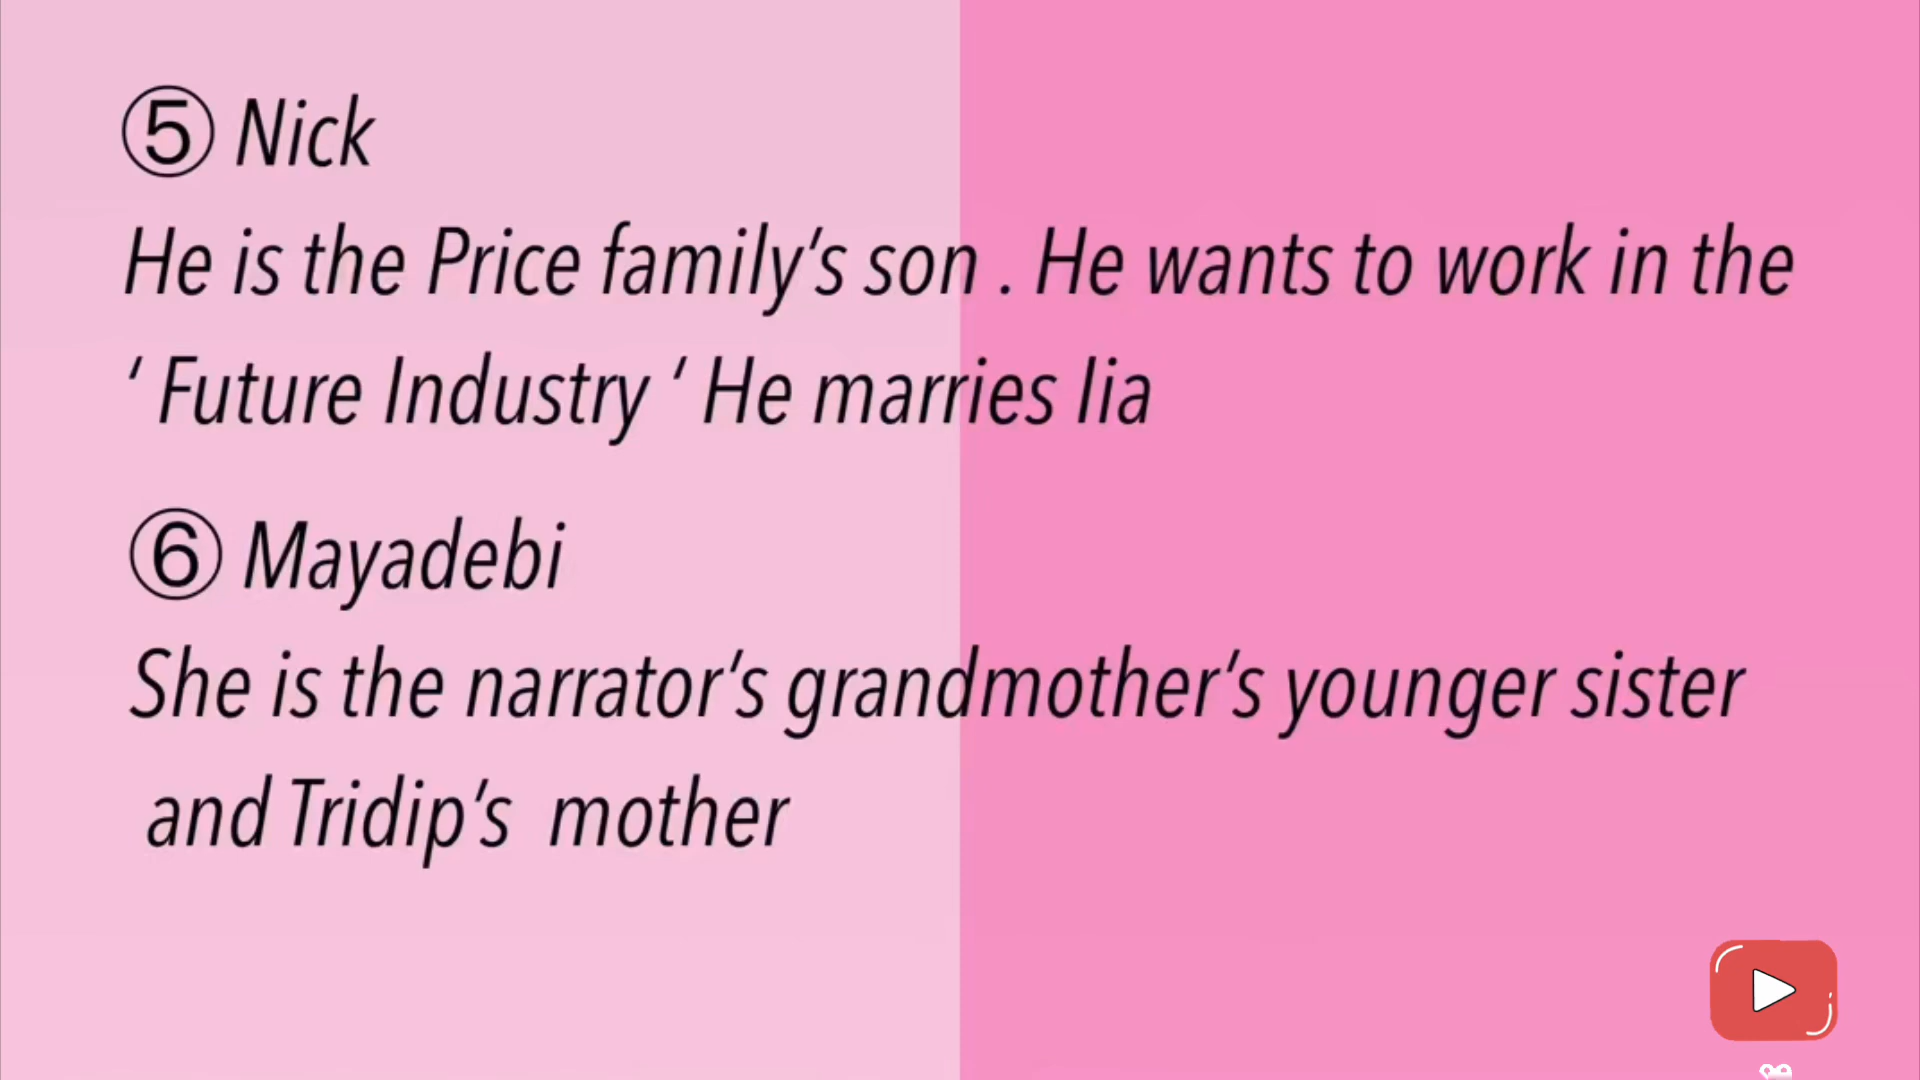 ⑤ Nick
He is the Price family's son . He wants to work in the
‘ Future Industry ‘ He marries Iia
⑥ Mayadebi
She is the narrator's grandmother's younger sister
and Tridip's mother